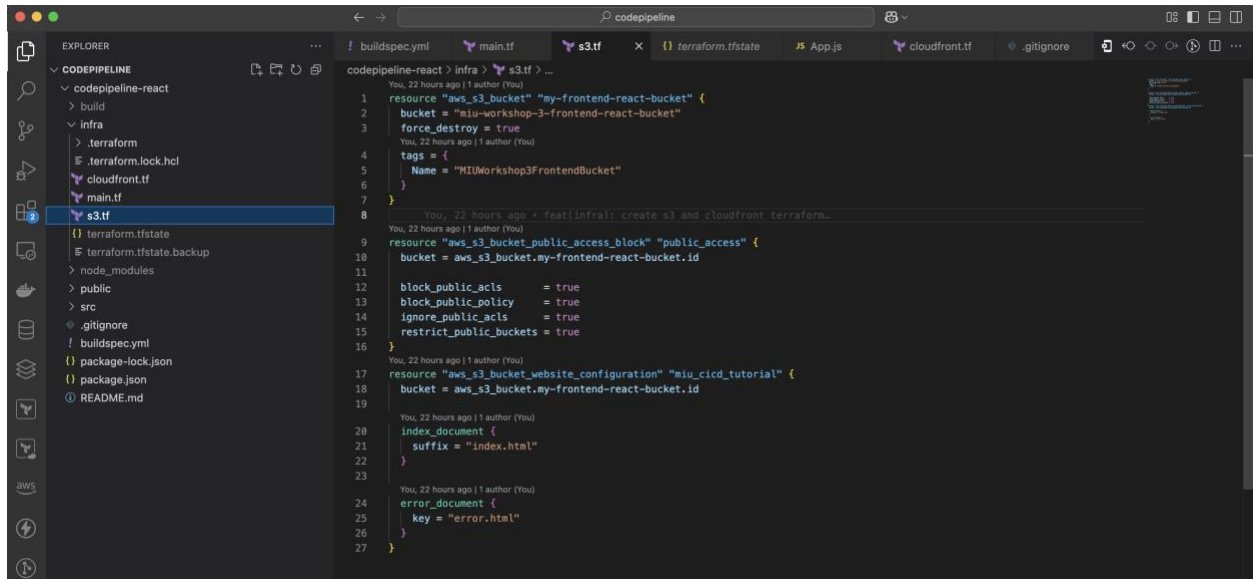 codepipeline
EXPLORER
CODEPIPELINE
codepipeline-react
build
infra
.terraform
.terraform.lock.hcl
cloudfront.tf
main.tf
s3.tf
terraform.tfstate
terraform.tfstate.backup
node_modules
public
src
.gitignore
buildspec.yml
package-lock.json
package.json
README.md
2
aws
buildspec.yml main.tf s3.tf terraform.tfstate JS App.js cloudfront.tf .gitignore
codepipeline-react > infra > s3.tf > ...
You, 22 hours ago | 1 author (You)
1 resource "aws_s3_bucket" "my-frontend-react-bucket" {
2 bucket = "miu-workshop-3-frontend-react-bucket"
3 force_destroy = true
You, 22 hours ago | 1 author (You)
4 tags = {
5 Name = "MIUWorkshop3FrontendBucket"
6 }
7 }
8 You, 22 hours ago • feat(infra): create s3 and cloudfront terraform…
You, 22 hours ago | 1 author (You)
9 resource "aws_s3_bucket_public_access_block" "public_access" {
10 bucket = aws_s3_bucket.my-frontend-react-bucket.id
11
12 block_public_acls = true
13 block_public_policy = true
14 ignore_public_acls = true
15 restrict_public_buckets = true
16 }
You, 22 hours ago | 1 author (You)
17 resource "aws_s3_bucket_website_configuration" "miu_cicd_tutorial" {
18 bucket = aws_s3_bucket.my-frontend-react-bucket.id
19
You, 22 hours ago | 1 author (You)
20 index_document {
21 suffix = "index.html"
22 }
23
You, 22 hours ago | 1 author (You)
24 error_document {
25 key = "error.html"
26 }
27 }